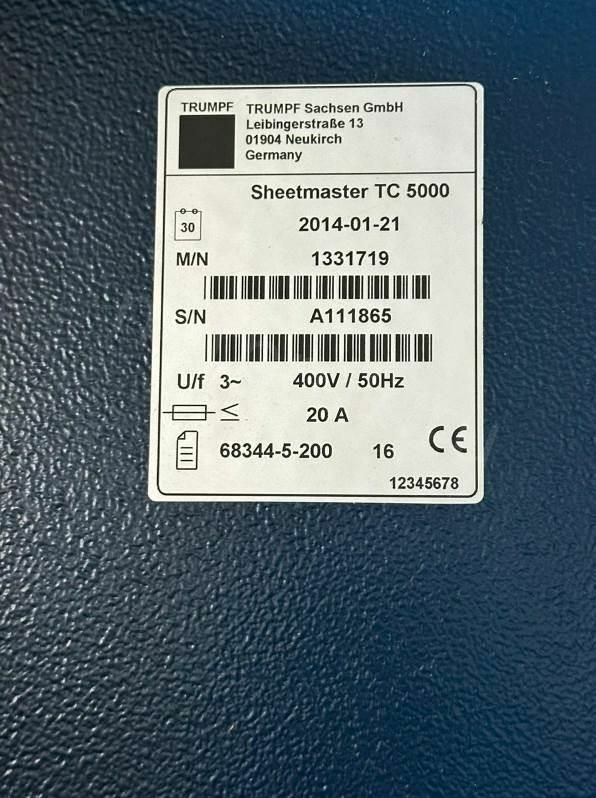 TRUMPF
TRUMPF Sachsen GmbH
Leibingerstraße 13
01904 Neukirch
Germany
Sheetmaster TC 5000
30 2014-01-21
M/N 1331719
S/N A111865
U/f 3~ 400V / 50Hz
≤ 20 A
68344-5-200 16 CE
12345678